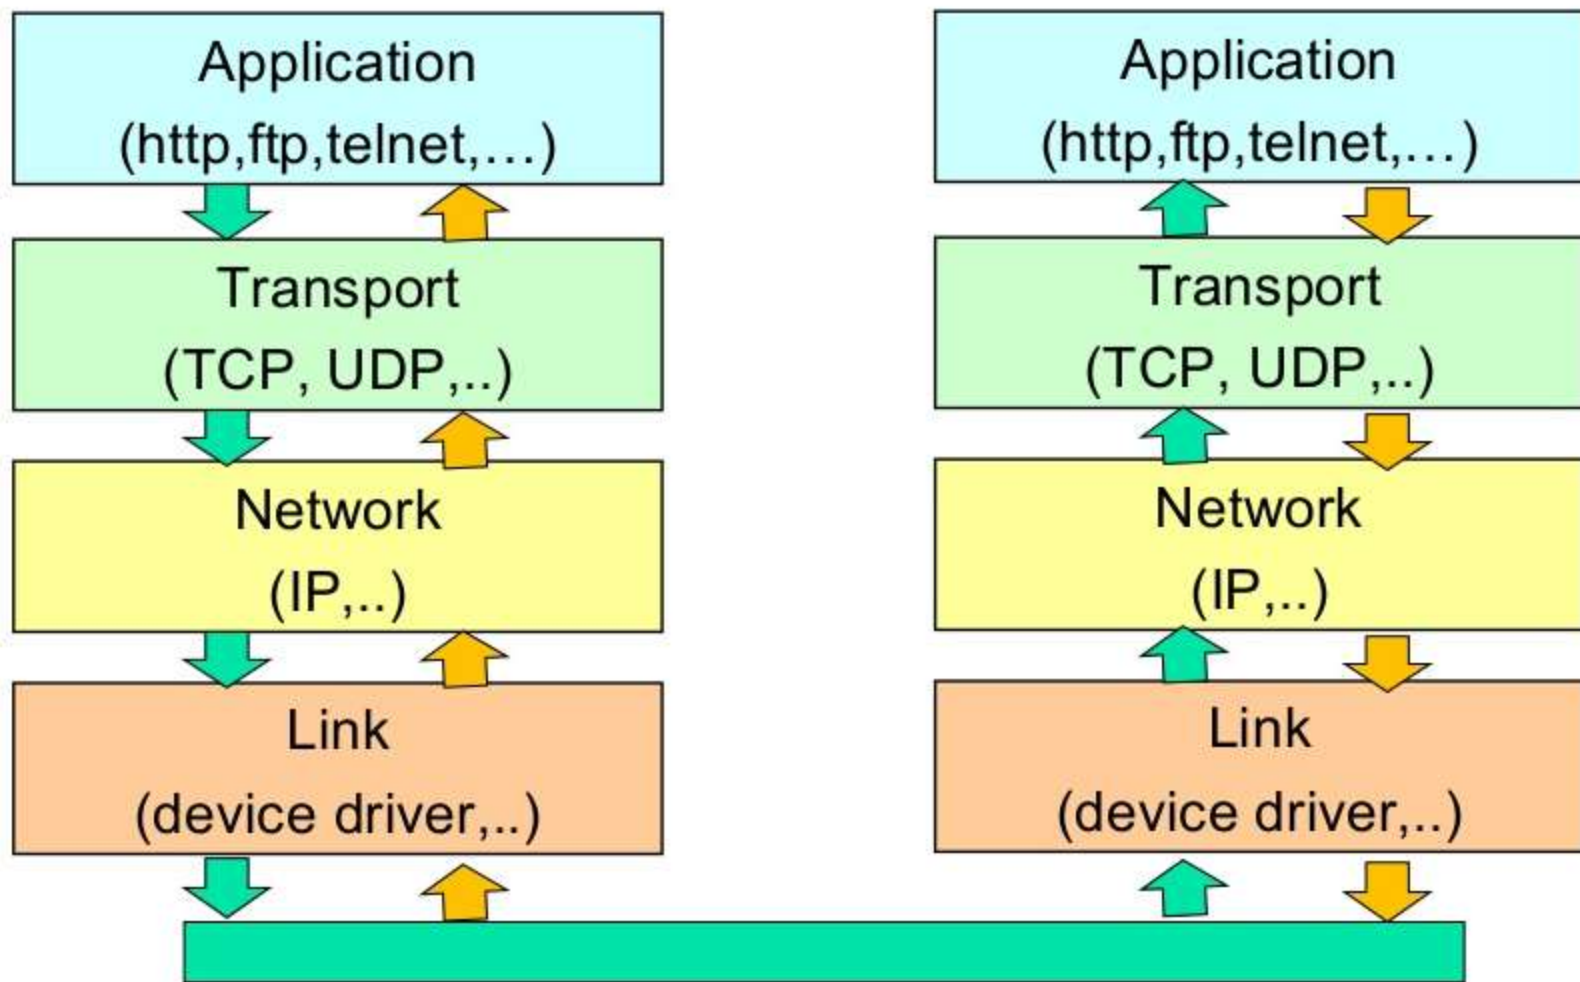 Application
(http,ftp,telnet,…)
Transport
(TCP, UDP,..)
Network
(IP,..)
Link
(device driver,..)
Application
(http,ftp,telnet,…)
Transport
(TCP, UDP,..)
Network
(IP,..)
Link
(device driver,..)